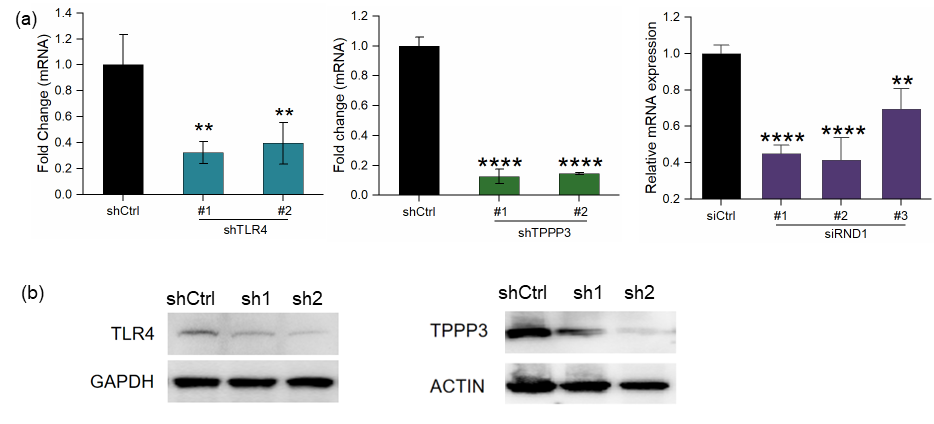 (a)
Fold Change (mRNA)
1.4
1.2
1.0
0.8
0.6
0.4
0.2
0.0
**
**
shCtrl
#1
#2
shTLR4
Fold change (mRNA)
1.2
1.0
0.8
0.6
0.4
0.2
0.0
****
****
shCtrl
#1
#2
shTPPP3
Relative mRNA expression
1.2
1.0
0.8
0.6
0.4
0.2
****
****
**
siCtrl
#1
#2
#3
siRND1
(b)
shCtrl sh1 sh2
TLR4
GAPDH
shCtrl sh1 sh2
TPPP3
ACTIN